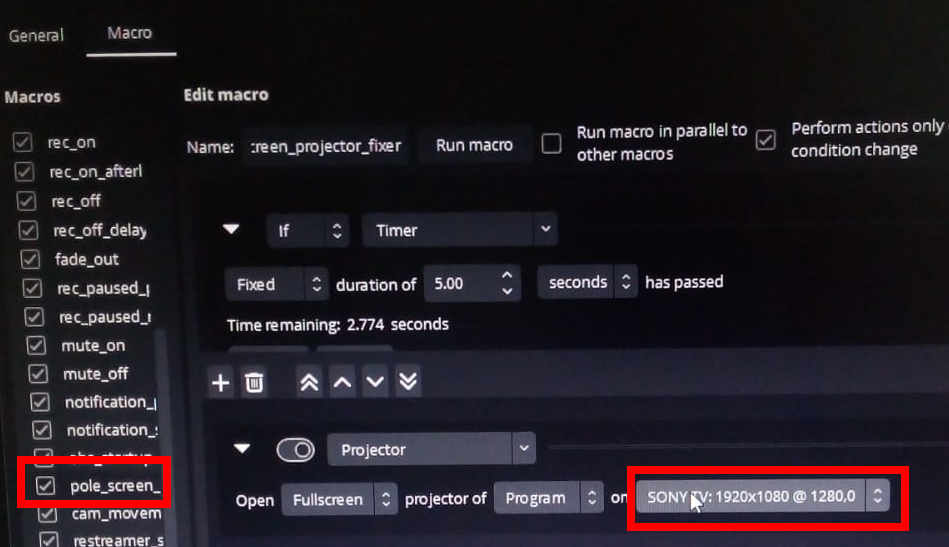 General
Macro
Macros
Edit macro
rec_on
rec_on_afterl
rec_off
rec_off_delay
fade_out
rec_paused_
rec_paused_
mute_on
mute_off
notification_
notification_
pole_screen_
cam_movem
restreamer_s
Name:
reen_projector_fixer
Run macro
Run macro in parallel to
other macros
Perform actions only
condition change
If
Timer
Fixed
duration of
5.00
seconds
has passed
Time remaining: 2.774 seconds
Projector
Open
Fullscreen
projector of
Program
on
SONY TV: 1920x1080 @ 1280,0